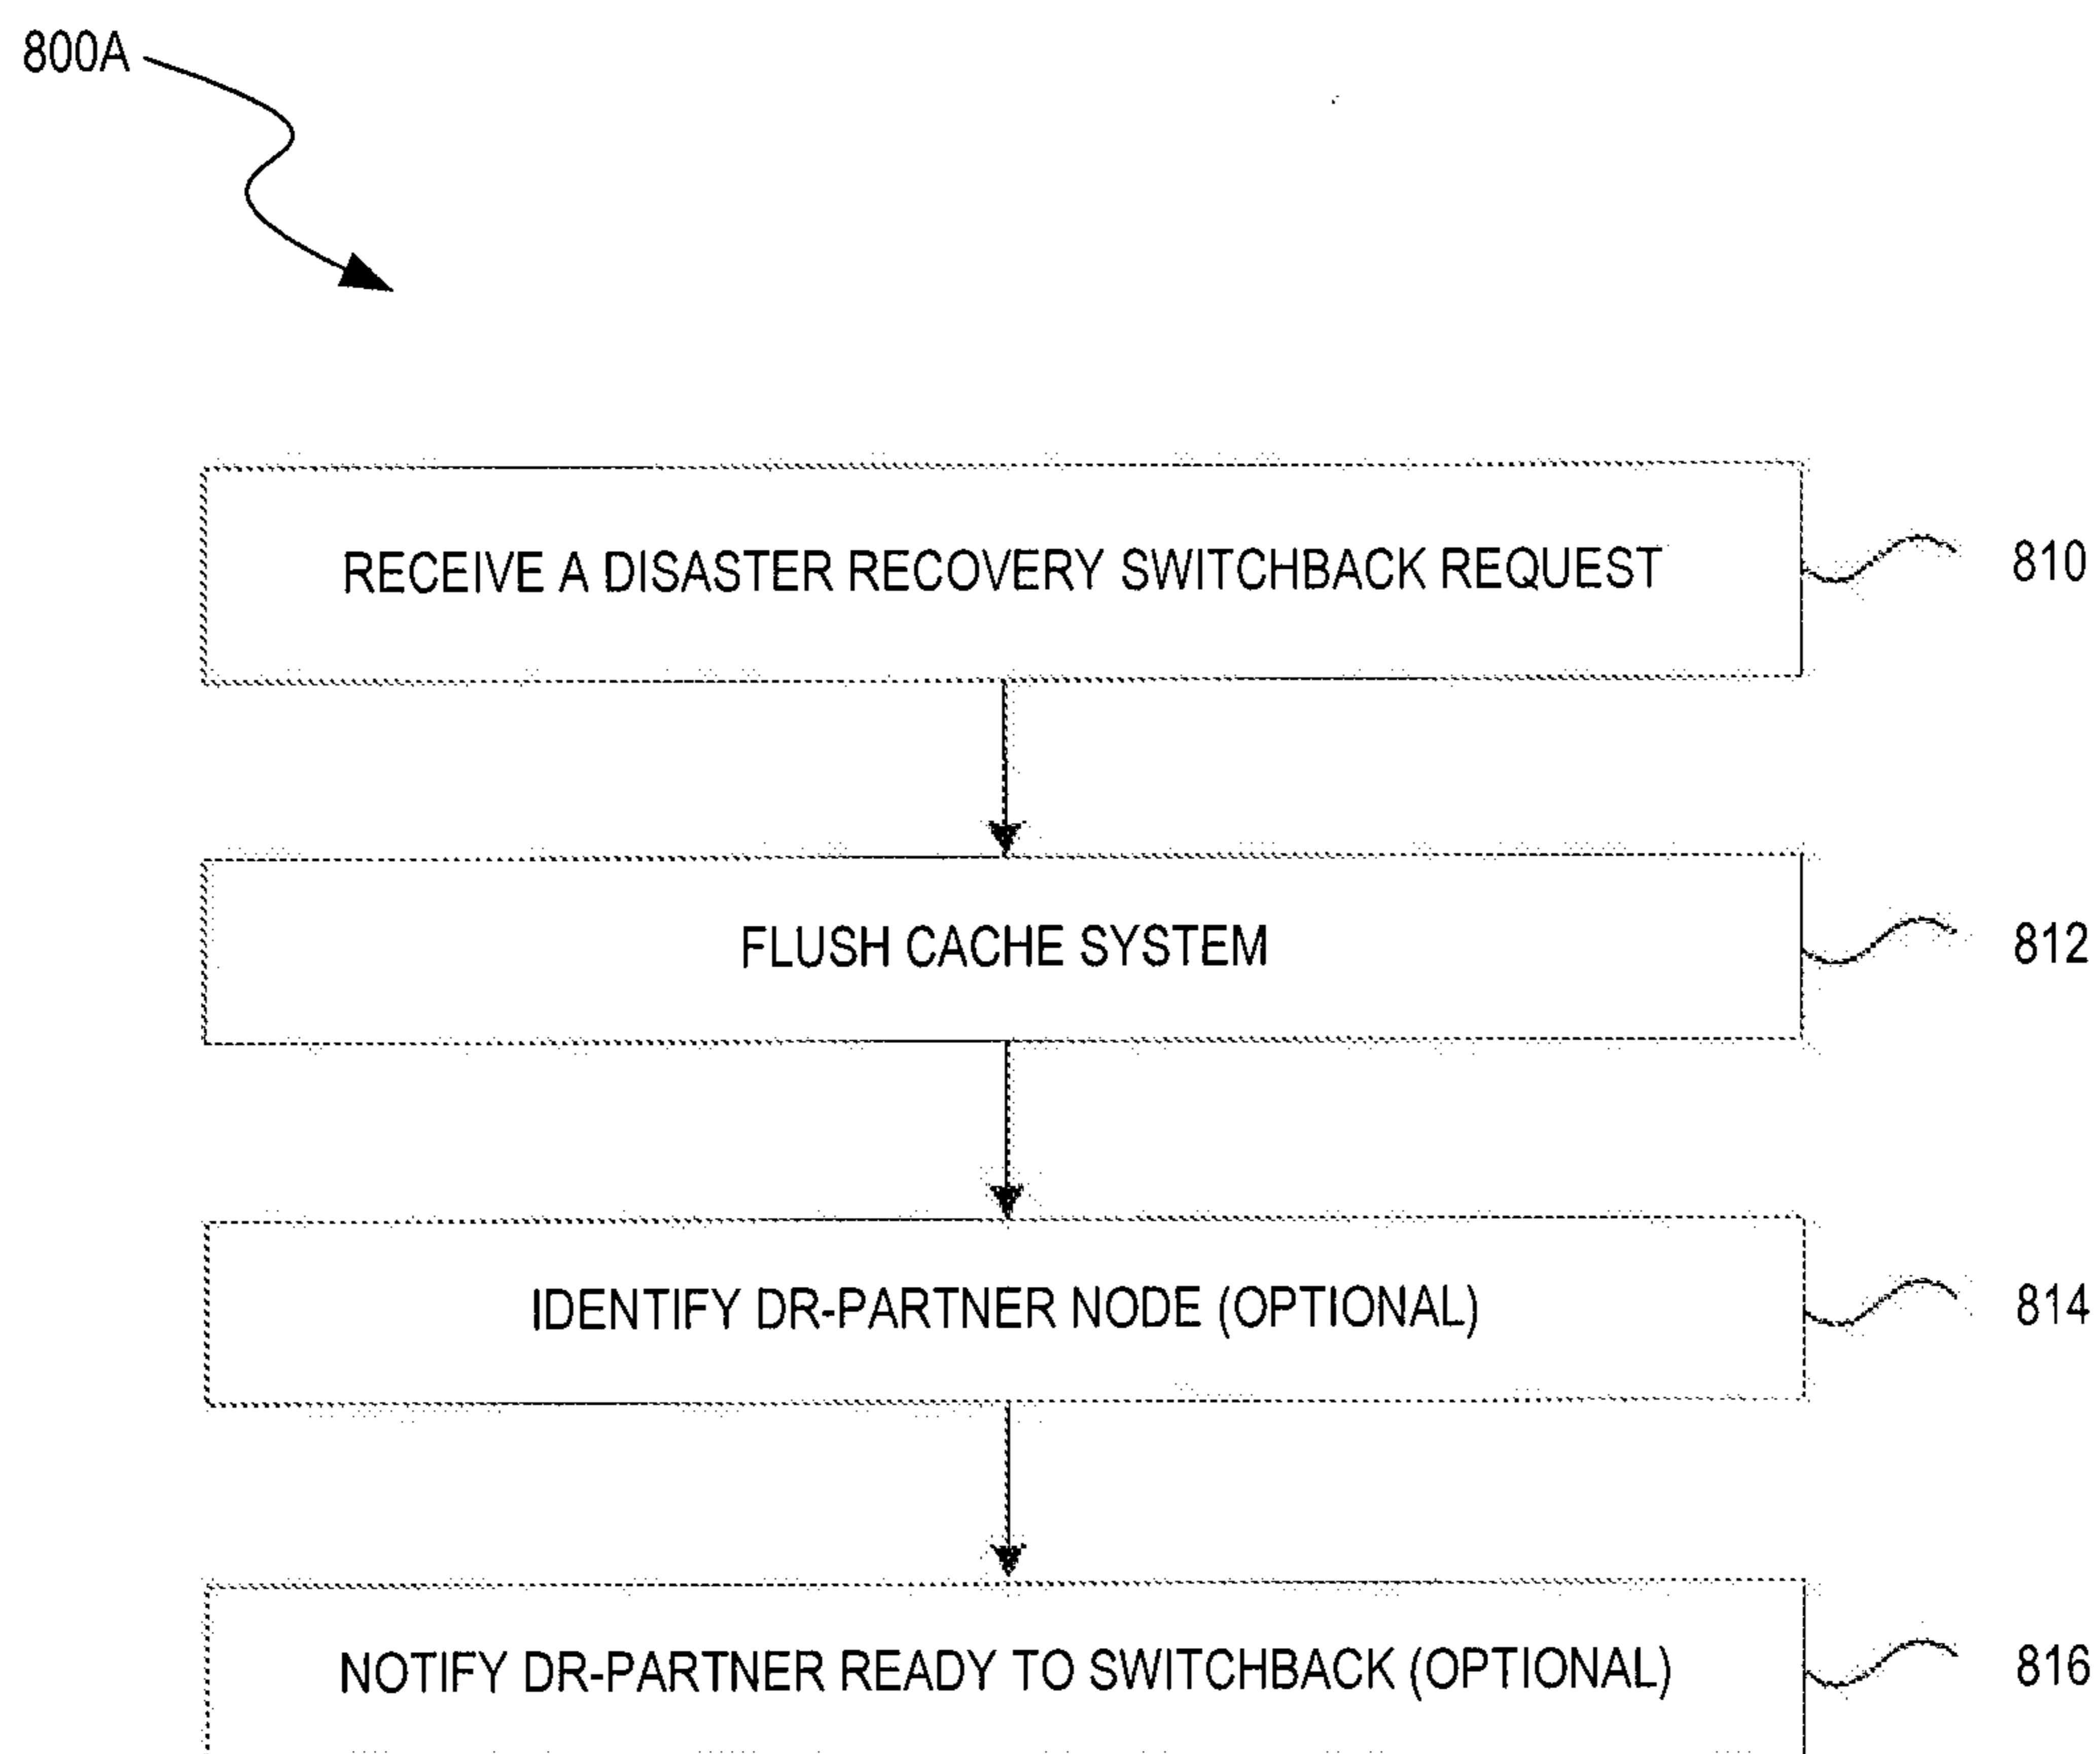 800A
RECEIVE A DISASTER RECOVERY SWITCHBACK REQUEST
810
FLUSH CACHE SYSTEM
812
IDENTIFY DR-PARTNER NODE (OPTIONAL)
814
NOTIFY DR-PARTNER READY TO SWITCHBACK (OPTIONAL)
816